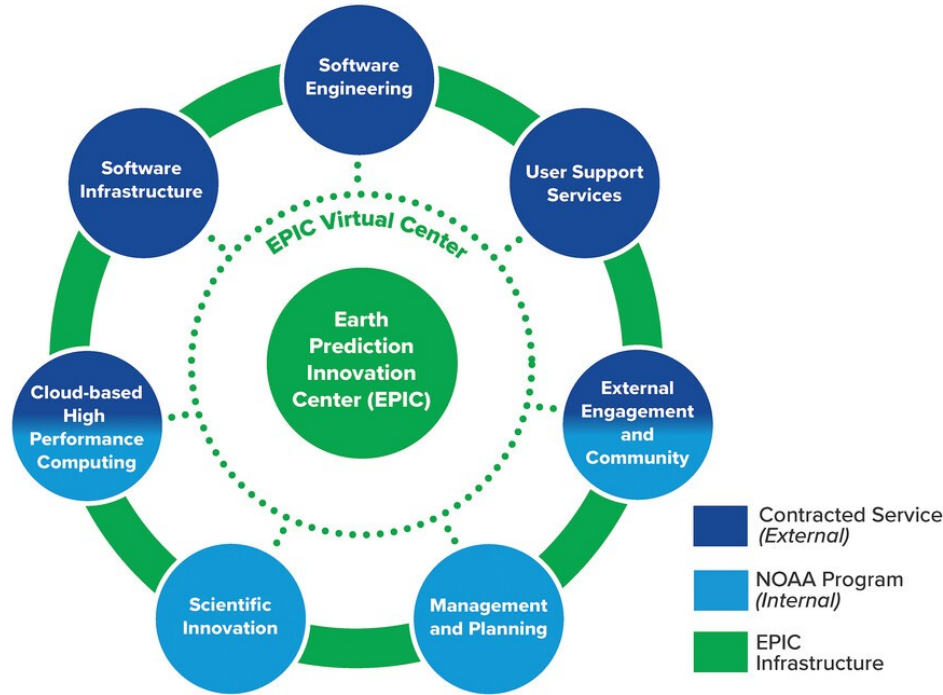 Software
Engineering
User Support
Services
Software
Infrastructure
EPIC Virtual Center
Earth
Prediction
Innovation
Center (EPIC)
Cloud-based
High
Performance
Computing
External
Engagement
and
Community
Scientific
Innovation
Management
and Planning
Contracted Service
(External)
NOAA Program
(Internal)
EPIC
Infrastructure